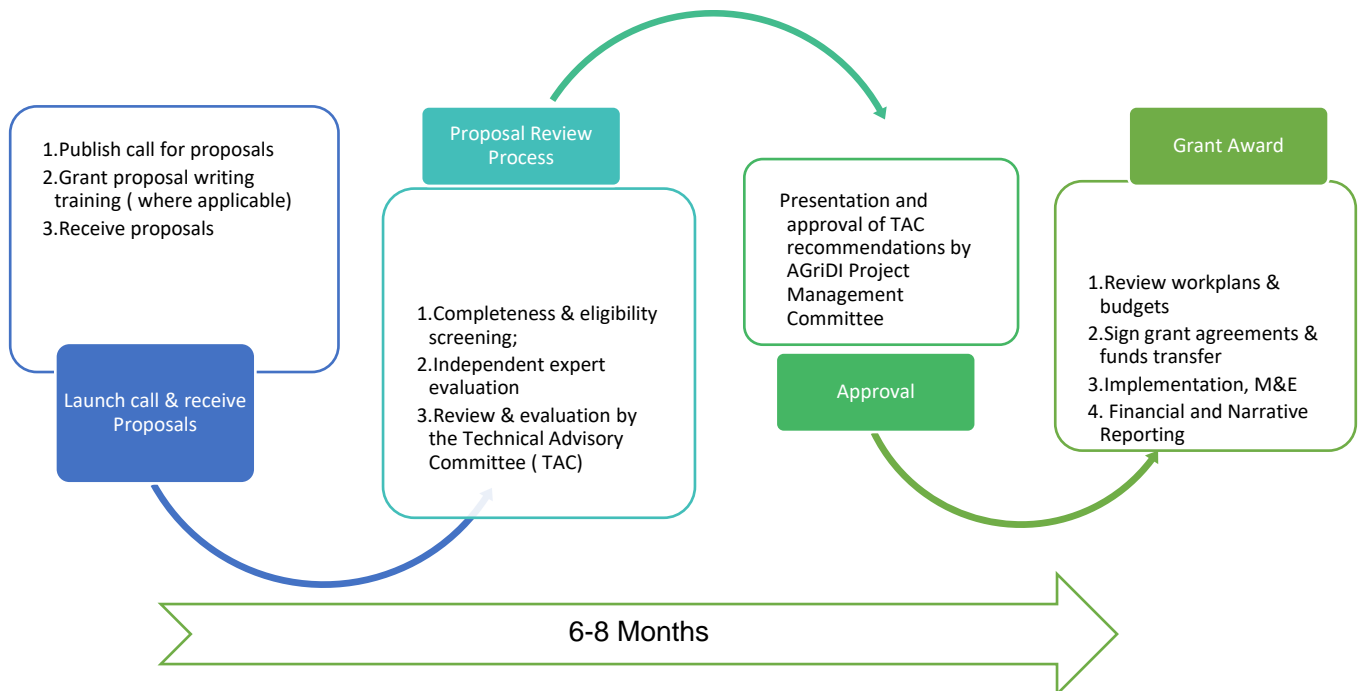 1.Publish call for proposals
2.Grant proposal writing
training ( where applicable)
3.Receive proposals
Launch call & receive
Proposals
Proposal Review
Process
1.Completeness & eligibility
screening;
2.Independent expert
evaluation
3.Review & evaluation by
the Technical Advisory
Committee ( TAC)
Presentation and
approval of TAC
recommendations by
AGriDI Project
Management
Committee
Approval
Grant Award
1.Review workplans &
budgets
2.Sign grant agreements &
funds transfer
3.Implementation, M&E
4. Financial and Narrative
Reporting
6-8 Months